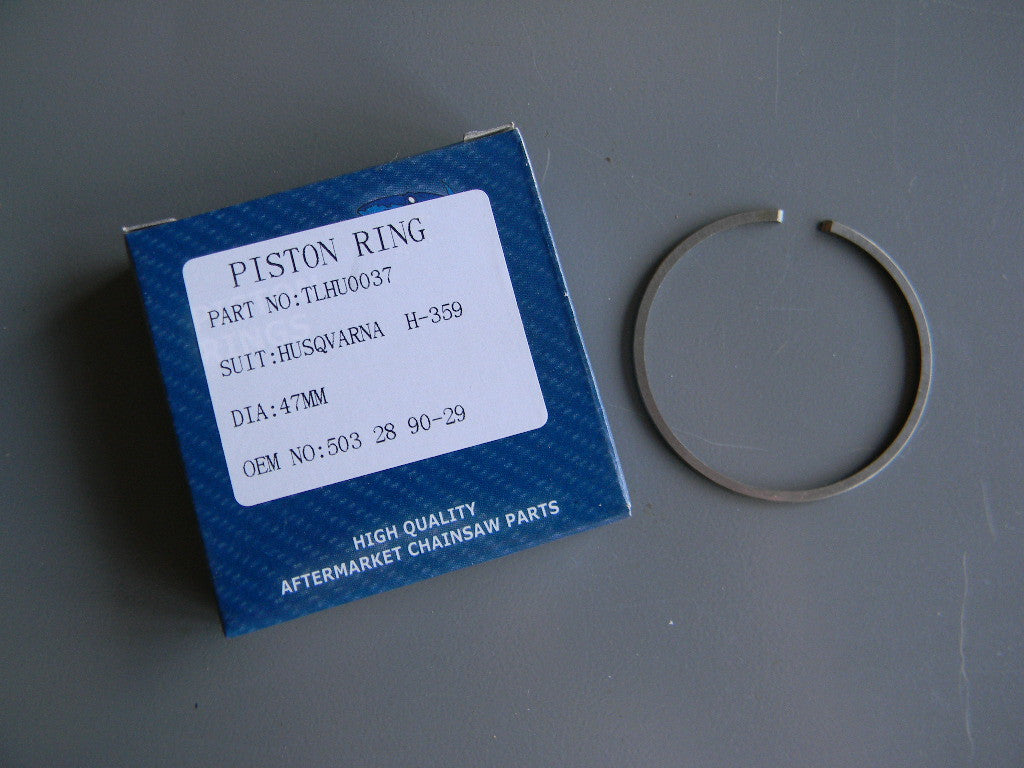 PISTON RING
PART NO:TLHU0037
SUIT:HUSQVARNA H-359
DIA:47MM
OEM NO:503 28 90-29
HIGH QUALITY
AFTERMARKET CHAINSAW PARTS